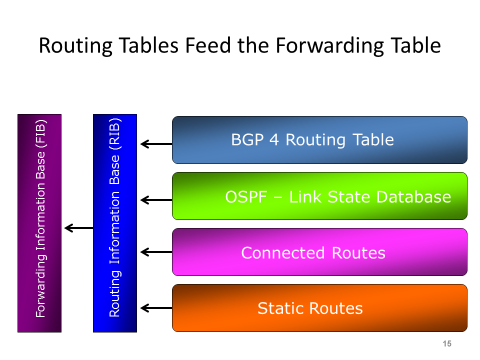 Routing Tables Feed the Forwarding Table
Forwarding Information Base (FIB)
Routing Information Base (RIB)
BGP 4 Routing Table
OSPF – Link State Database
Connected Routes
Static Routes
15